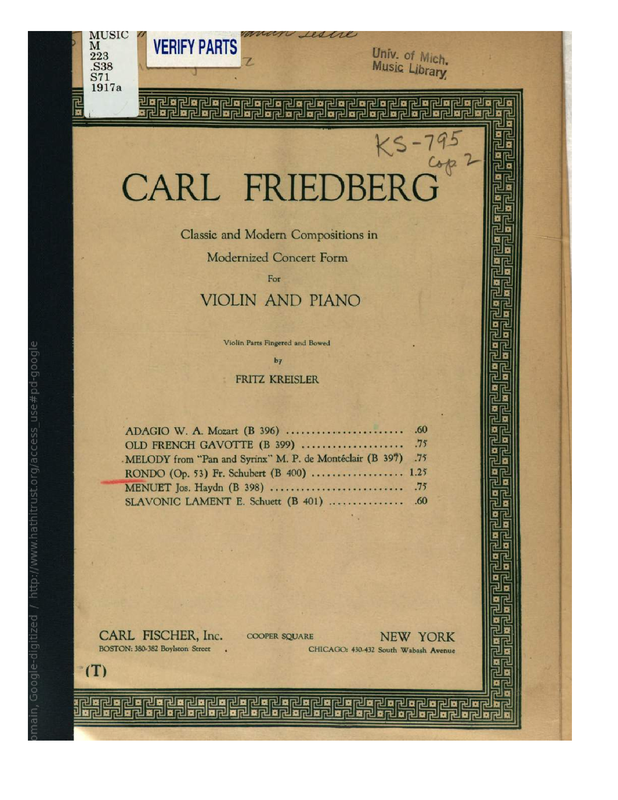 MUSIC
M
223
.S38
S71
1917a
VERIFY PARTS
Univ. of Mich.
Music Library
KS-795
Cop 2
CARL FRIEDBERG
Classic and Modern Compositions in
Modernized Concert Form
For
VIOLIN AND PIANO
Violin Parts Fingered and Bowed
by
FRITZ KREISLER
ADAGIO W. A. Mozart (B 396) ....................... .60
OLD FRENCH GAVOTTE (B 399) ................... .75
MELODY from "Pan and Syrinx" M. P. de Montéclair (B 397) .75
RONDO (Op. 53) Fr. Schubert (B 400) ................. 1.25
MENUET Jos. Haydn (B 398) ........................ .75
SLAVONIC LAMENT E. Schuett (B 401) .............. .60
CARL FISCHER, Inc. COOPER SQUARE NEW YORK
BOSTON: 380-382 Boylston Street CHICAGO: 430-432 South Wabash Avenue
(T)
omain, Google-digitized / http://www.hathitrust.org/access_use#pd-google